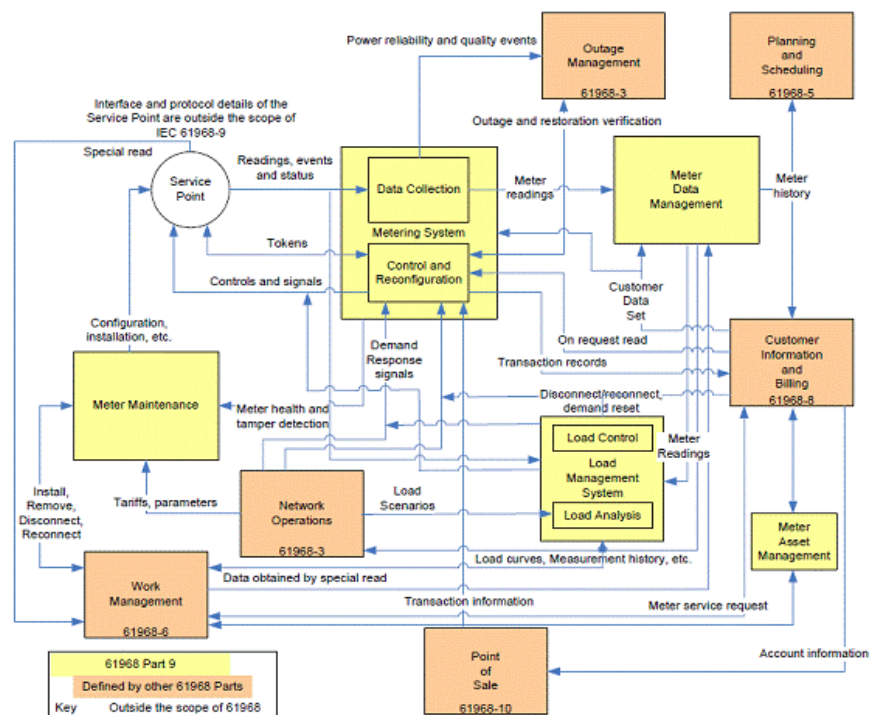 Power reliability and quality events
Outage
Management
61968-3
Planning
and
Scheduling
61968-5
Interface and protocol details of the
Service Point are outside the scope of
IEC 61968-9
Special read
Outage and restoration verification
Readings, events
and status
Service
Point
Data Collection
Meter
readings
Meter
Data
Management
Meter
history
Metering System
Tokens
Control and
Reconfiguration
Controls and signals
Customer
Data
Set
Configuration,
installation, etc.
Demand
Response
signals
On request read
Transaction records
Customer
Information
and
Billing
61968-8
Meter Maintenance
Meter health and
tamper detection
Disconnect/reconnect,
demand reset
Load Control
Load
Management
System
Load Analysis
Meter
Readings
Install,
Remove,
Disconnect,
Reconnect
Tariffs, parameters
Network
Operations
61968-3
Load
Scenarios
Meter
Asset
Management
Load curves, Measurement history, etc.
Work
Management
61968-6
Data obtained by special read
Transaction information
Meter service request
Point
of
Sale
61968-10
Account information
61968 Part 9
Defined by other 61968 Parts
Key Outside the scope of 61968